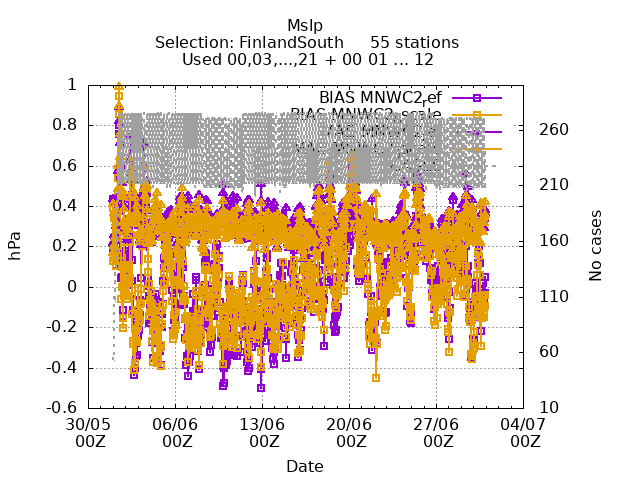 Mslp
Selection: FinlandSouth 55 stations
Used 00,03,...,21 + 00 01 ... 12
BIAS MNWC2
1
0.8
0.6
0.4
0.2
0
-0.2
-0.4
-0.6
260
210
160
110
60
10
hPa
No cases
30/05 00Z
06/06 00Z
13/06 00Z
20/06 00Z
27/06 00Z
04/07 00Z
Date